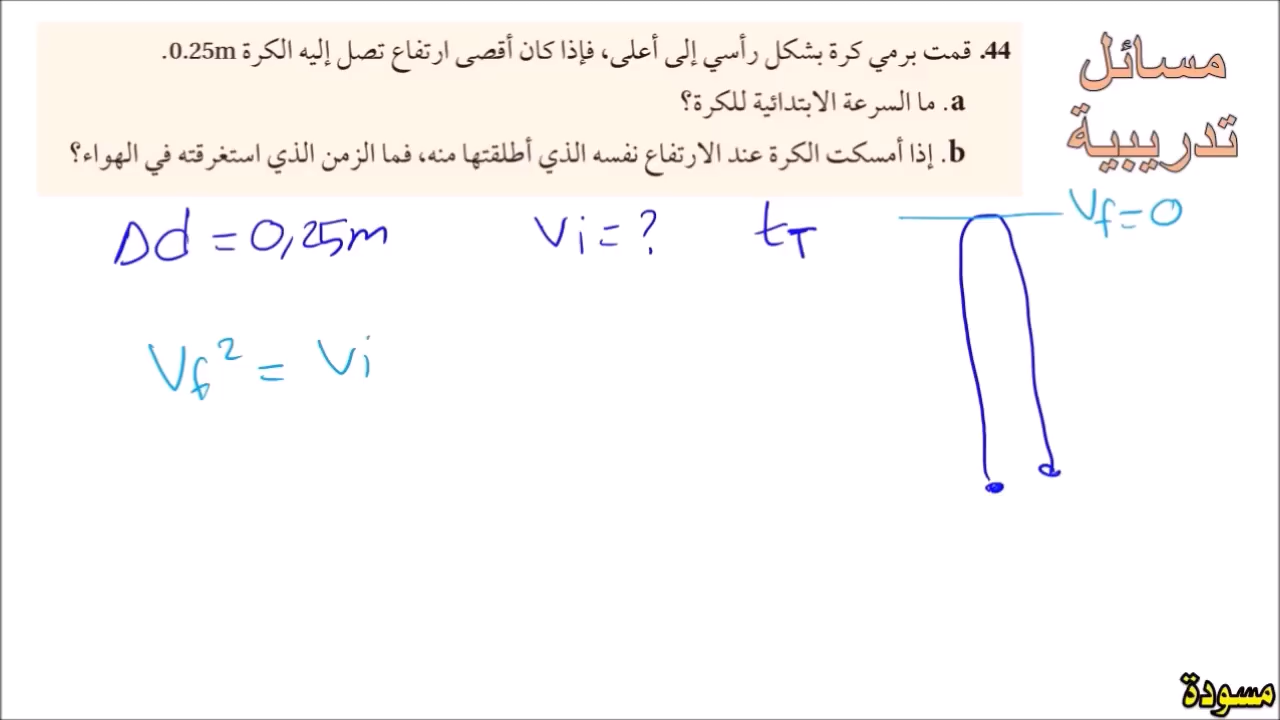 44. قمت برمي كرة بشكل رأسي إلى أعلى، فإذا كان أقصى ارتفاع تصل إليه الكرة 0.25m.
a. ما السرعة الابتدائية للكرة؟
b. إذا أمسكت الكرة عند الارتفاع نفسه الذي أطلقتها منه، فما الزمن الذي استغرقته في الهواء؟
مسائل
تدريبية
Δd = 0,25m
Vi = ?
tT
Vf = 0
Vf² = Vi
مسودة